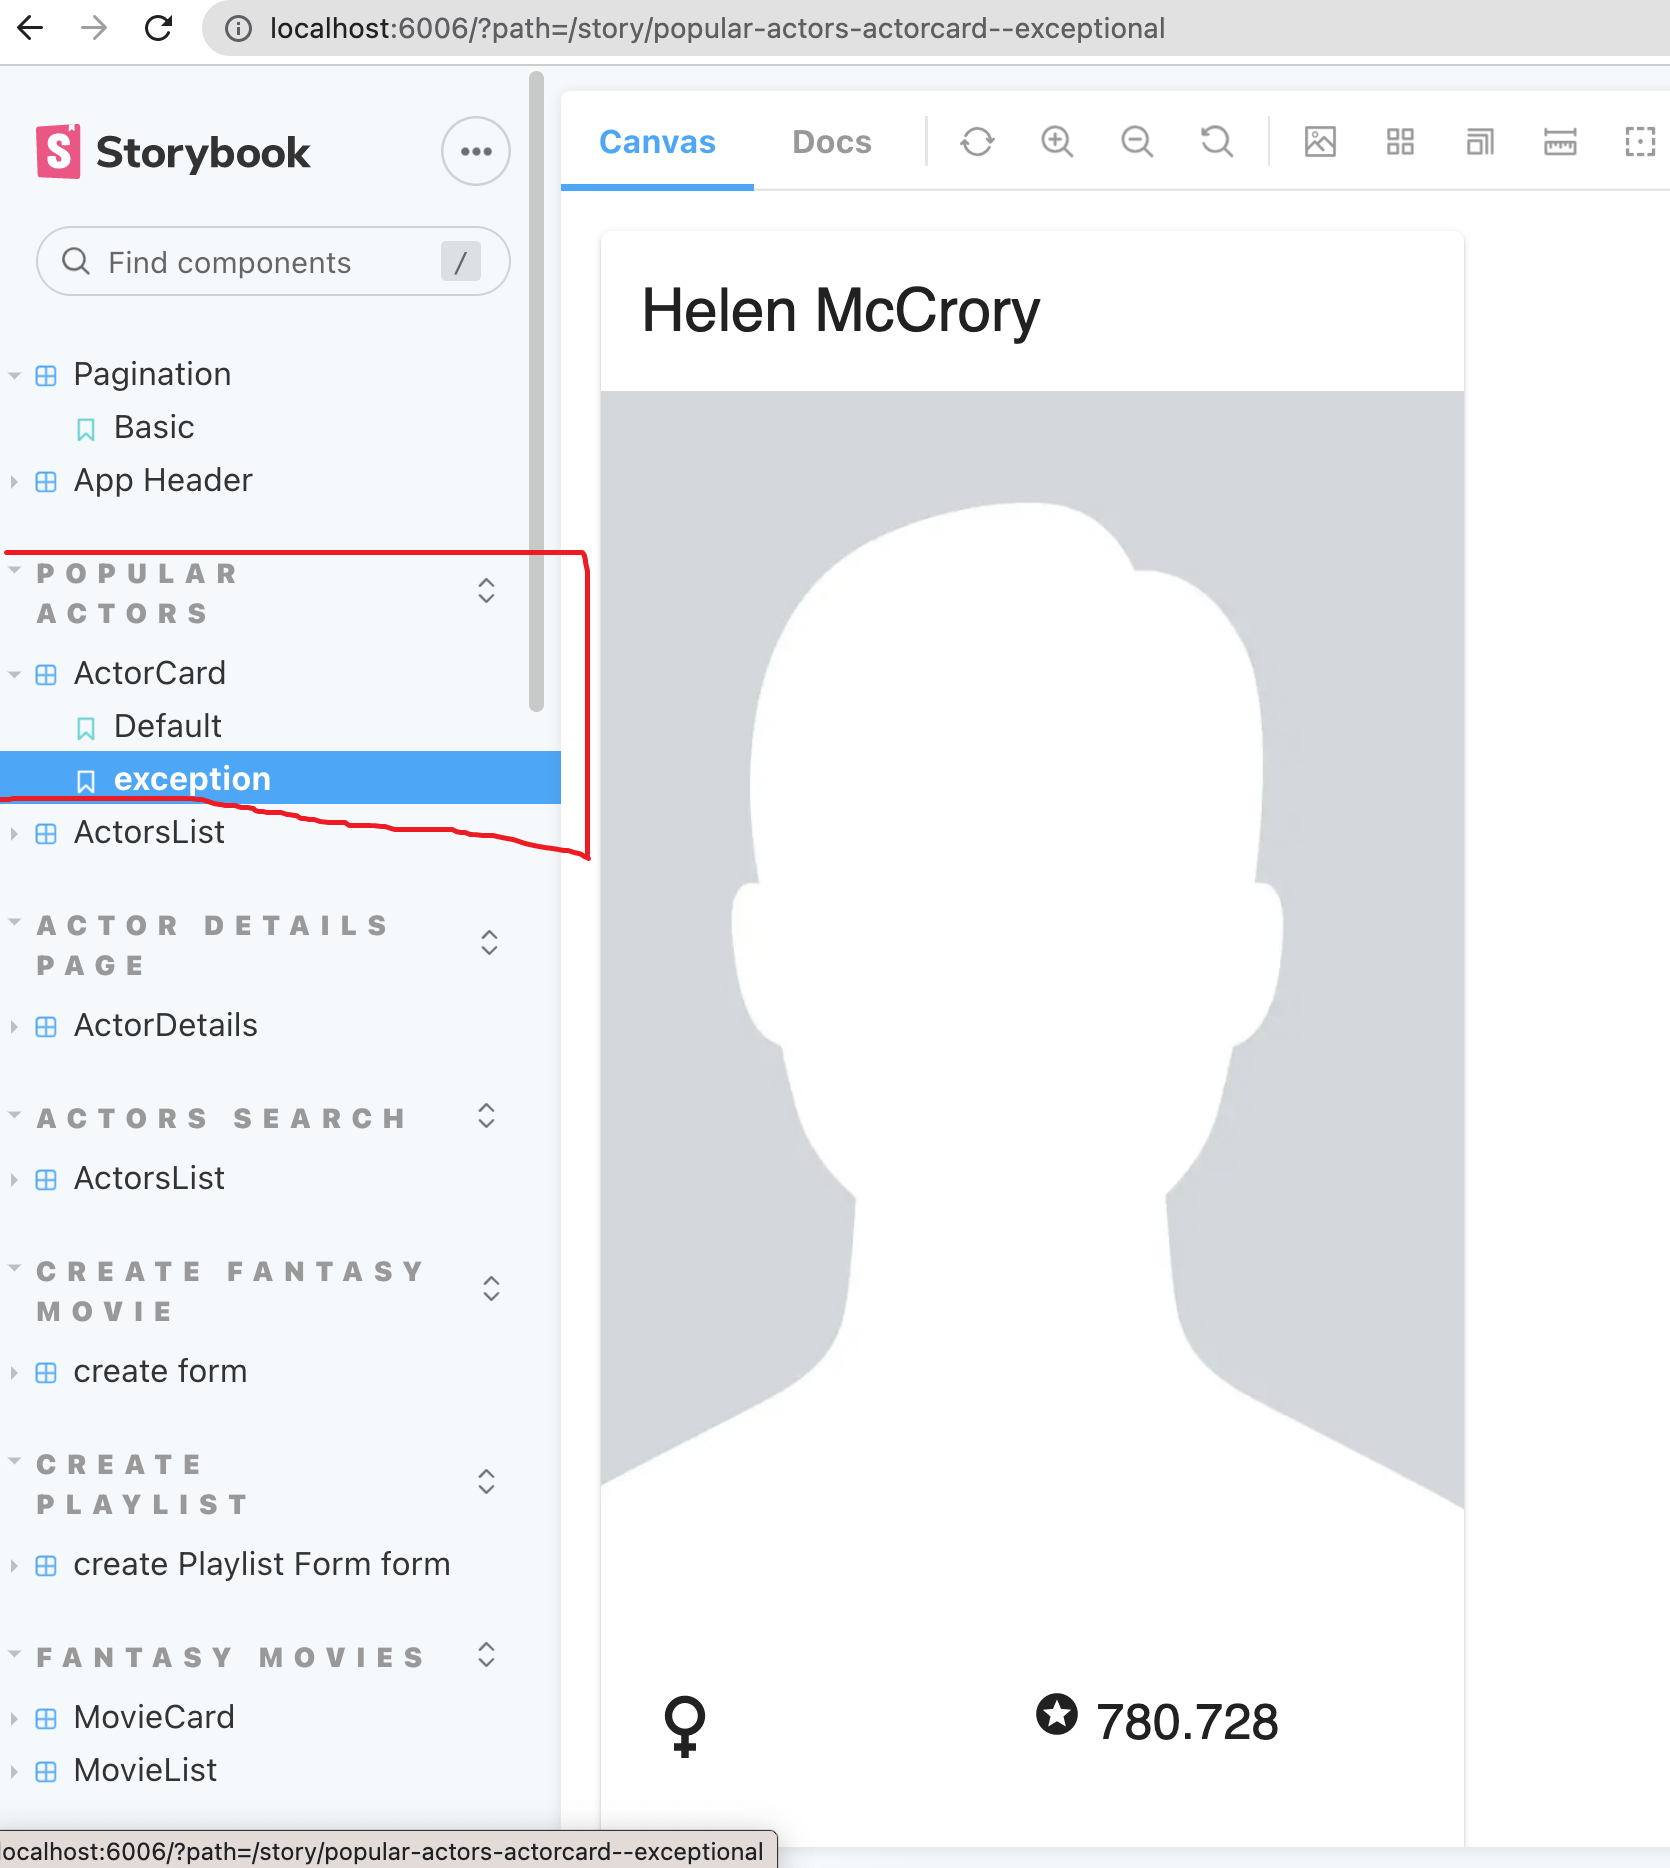 localhost:6006/?path=/story/popular-actors-actorcard--exceptional
Storybook
Find components
/
Pagination
Basic
App Header
POPULAR
ACTORS
ActorCard
Default
exception
ActorsList
ACTOR DETAILS
PAGE
ActorDetails
ACTORS SEARCH
ActorsList
CREATE FANTASY
MOVIE
create form
CREATE
PLAYLIST
create Playlist Form form
FANTASY MOVIES
MovieCard
MovieList
Canvas
Docs
Helen McCrory
780.728
localhost:6006/?path=/story/popular-actors-actorcard--exceptional